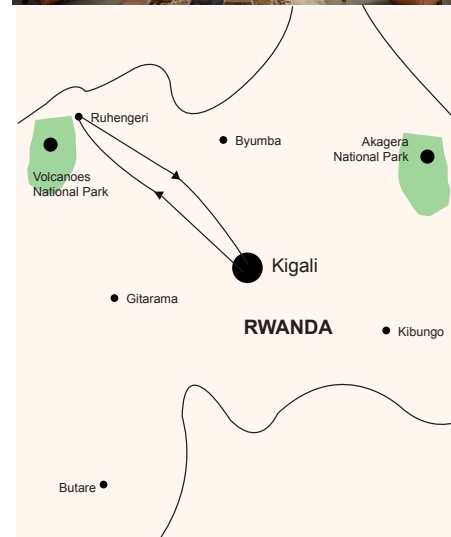 Ruhengeri
Byumba
Akagera
National Park
Volcanoes
National Park
Kigali
Gitarama
RWANDA
Kibungo
Butare